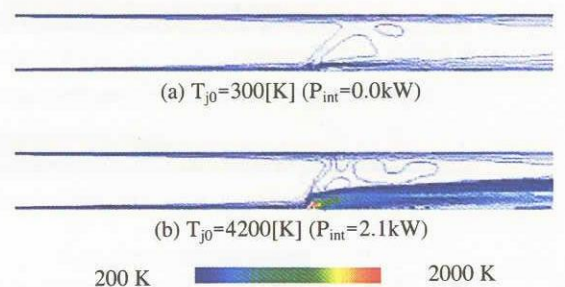 (a) T_j0=300[K] (P_int=0.0kW)
(b) T_j0=4200[K] (P_int=2.1kW)
200 K 2000 K